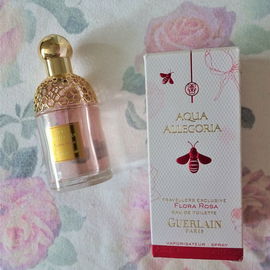 AQUA
ALLEGORIA
TRAVELLERS EXCLUSIVE
FLORA ROSA
EAU DE TOILETTE
GUERLAIN
PARIS
VAPORISATEUR SPRAY